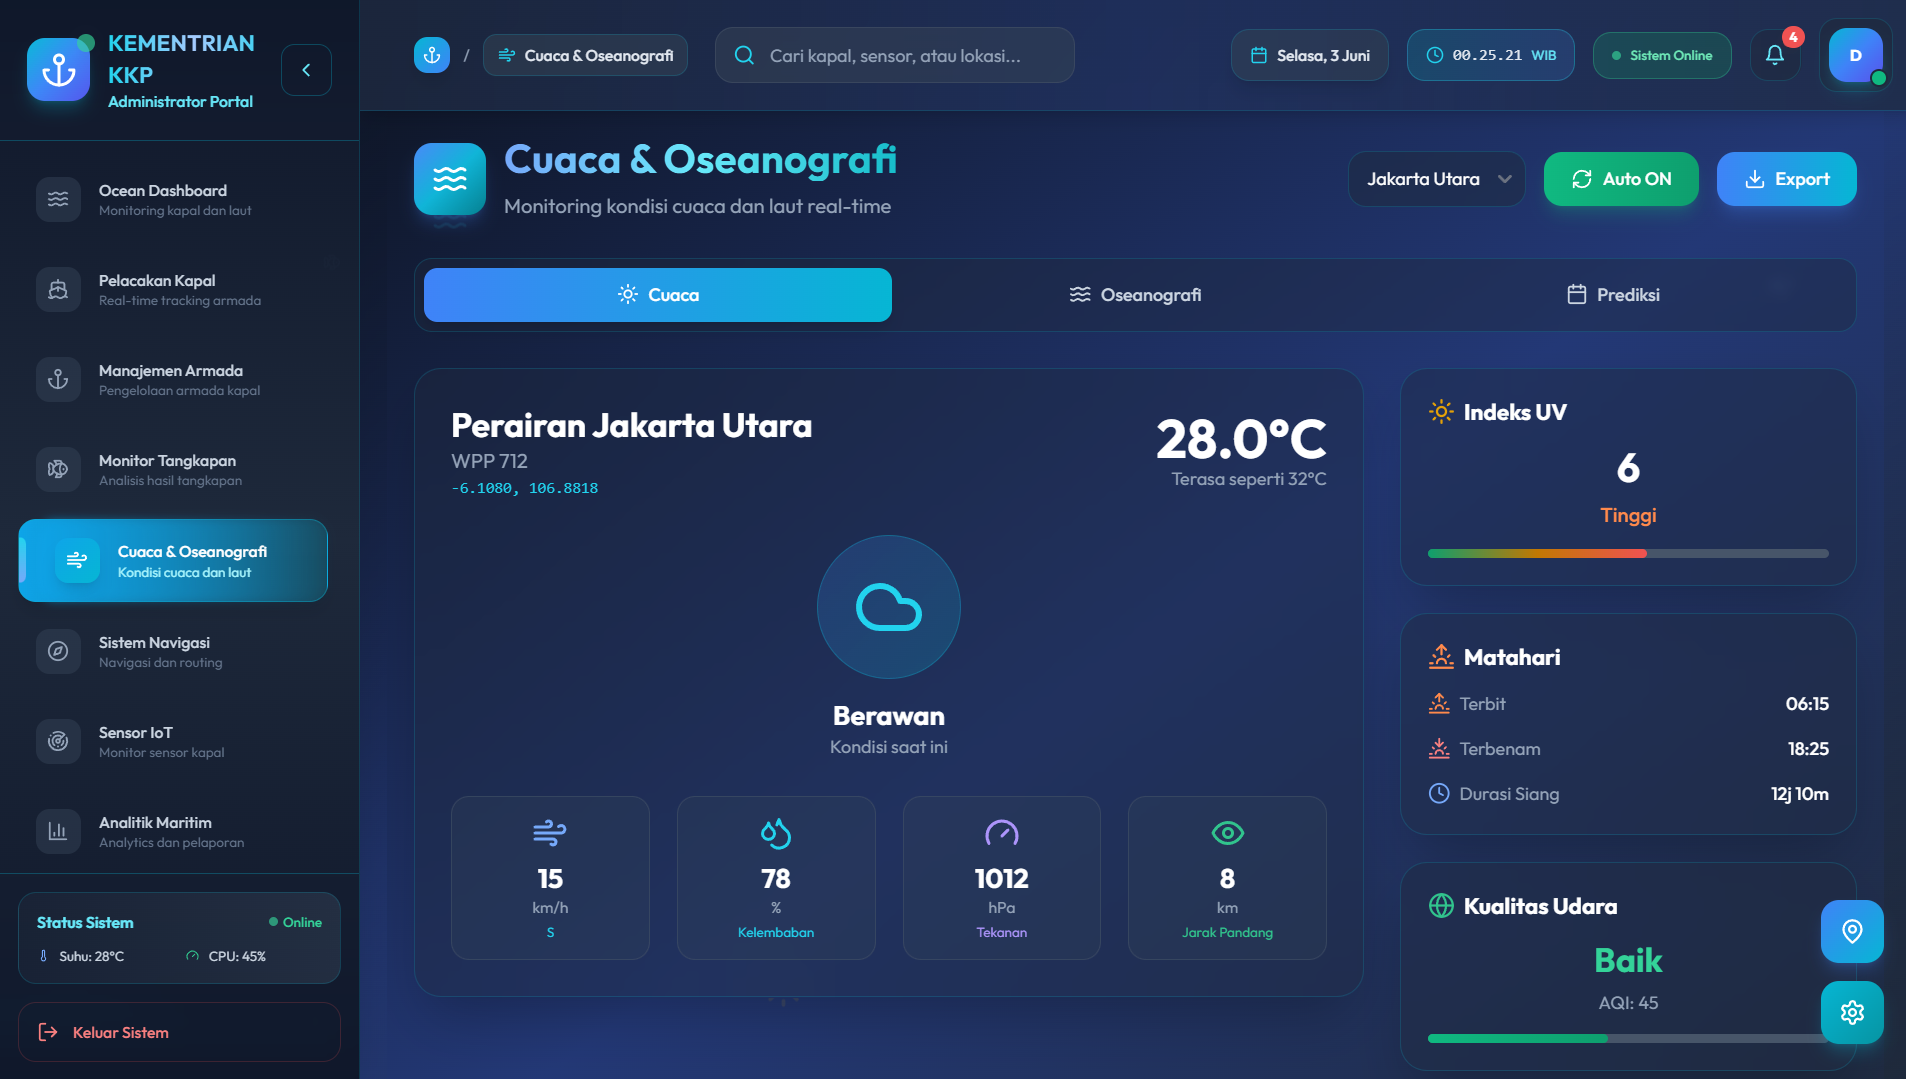 KEMENTRIAN
KKP
Administrator Portal
/
Cuaca & Oseanografi
Cari kapal, sensor, atau lokasi...
Selasa, 3 Juni
00.25.21 WIB
Sistem Online
4
D
Ocean Dashboard
Monitoring kapal dan laut
Pelacakan Kapal
Real-time tracking armada
Manajemen Armada
Pengelolaan armada kapal
Monitor Tangkapan
Analisis hasil tangkapan
Cuaca & Oseanografi
Kondisi cuaca dan laut
Sistem Navigasi
Navigasi dan routing
Sensor IoT
Monitor sensor kapal
Analitik Maritim
Analytics dan pelaporan
Status Sistem
Online
Suhu: 28°C
CPU: 45%
Keluar Sistem
Cuaca & Oseanografi
Monitoring kondisi cuaca dan laut real-time
Jakarta Utara
Auto ON
Export
Cuaca
Oseanografi
Prediksi
Perairan Jakarta Utara
WPP 712
-6.1080, 106.8818
28.0°C
Terasa seperti 32°C
Berawan
Kondisi saat ini
15
km/h
S
78
%
Kelembaban
1012
hPa
Tekanan
8
km
Jarak Pandang
Indeks UV
6
Tinggi
Matahari
Terbit
06:15
Terbenam
18:25
Durasi Siang
12j 10m
Kualitas Udara
Baik
AQI: 45